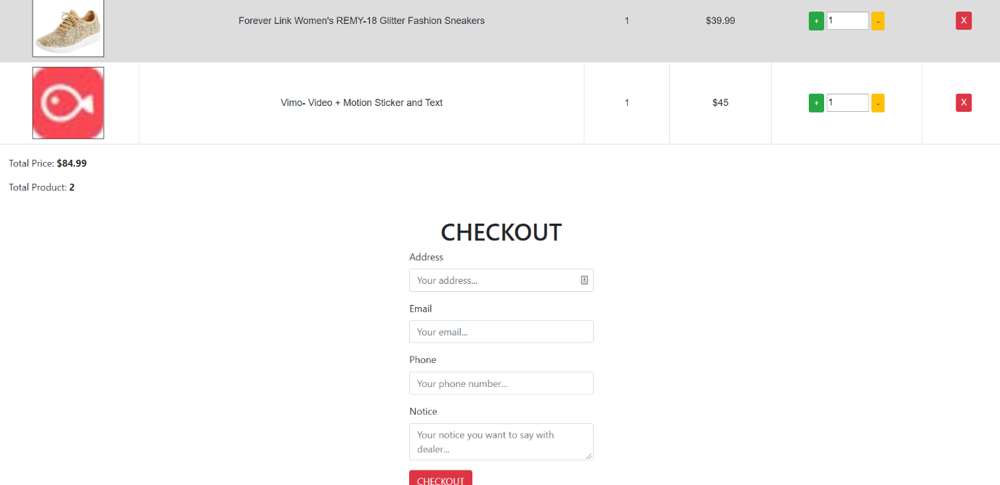 Forever Link Women's REMY-18 Glitter Fashion Sneakers 1 $39.99 + 1 - X
Vimo- Video + Motion Sticker and Text 1 $45 + 1 - X
Total Price: $84.99
Total Product: 2
CHECKOUT
Address
Your address...
Email
Your email...
Phone
Your phone number...
Notice
Your notice you want to say with
dealer...
CHECKOUT